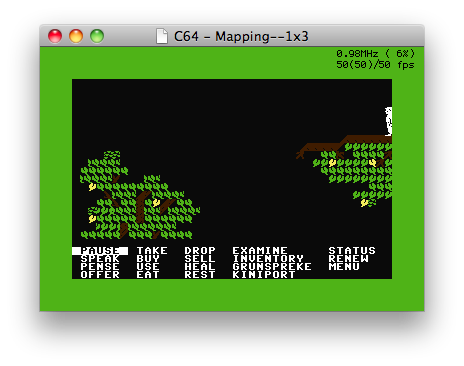 C64 - Mapping--1x3
0.98MHz ( 6%)
50(50)/50 fps
PAUSE TAKE DROP EXAMINE STATUS
SPEAK BUY SELL INVENTORY RENEW
PENSE USE HEAL GRUNSPREKE MENU
OFFER EAT REST KINIPORT